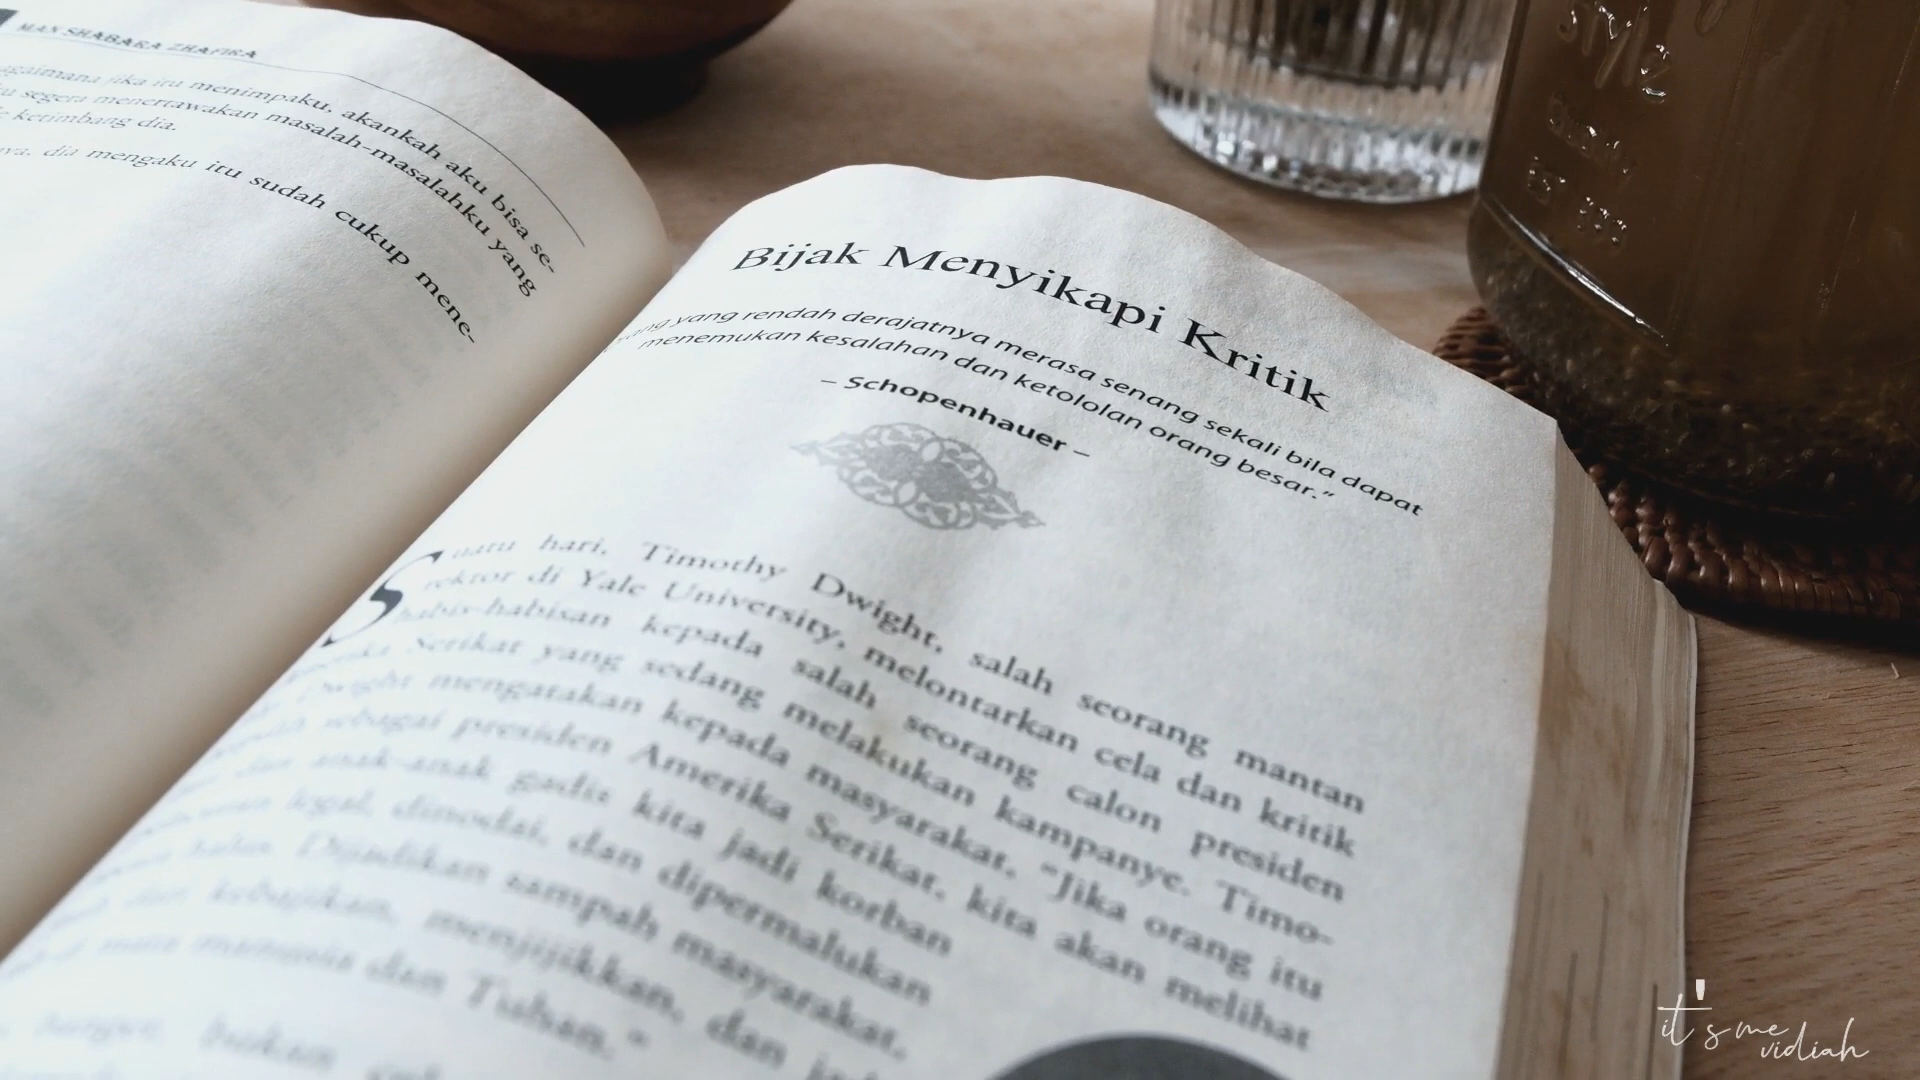 MAN SHABARA ZHAFIRA
jika itu menimpaku, akankah aku bisa se-
segera menertawakan masalah-masalahku yang
ketimbang dia.
dia mengaku itu sudah cukup mene-
Bijak Menyikapi Kritik
yang rendah derajatnya merasa senang sekali bila dapat
menemukan kesalahan dan ketololan orang besar.“
– Schopenhauer –
Suatu hari, Timothy Dwight, salah seorang mantan
rektor di Yale University, melontarkan cela dan kritik
habis-habisan kepada salah seorang calon presiden
Serikat yang sedang melakukan kampanye. Timo-
Dwight mengatakan kepada masyarakat, “Jika orang itu
sebagai presiden Amerika Serikat, kita akan melihat
anak-anak gadis kita jadi korban
legal, dinodai, dan dipermalukan
Dijadikan sampah masyarakat,
kebajikan, menjijikkan, dan
manusia dan Tuhan.”
bukan
style
it's me
vidiah